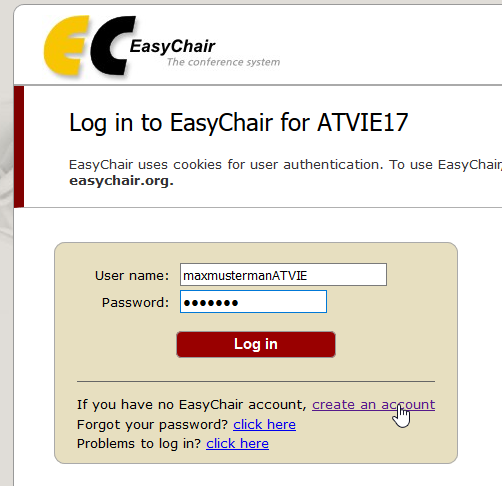 EC EasyChair
The conference system
Log in to EasyChair for ATVIE17
EasyChair uses cookies for user authentication. To use EasyChair,
easychair.org.
User name: maxmustermanATVIE
Password: •••••••
Log in
If you have no EasyChair account, create an account
Forgot your password? click here
Problems to log in? click here